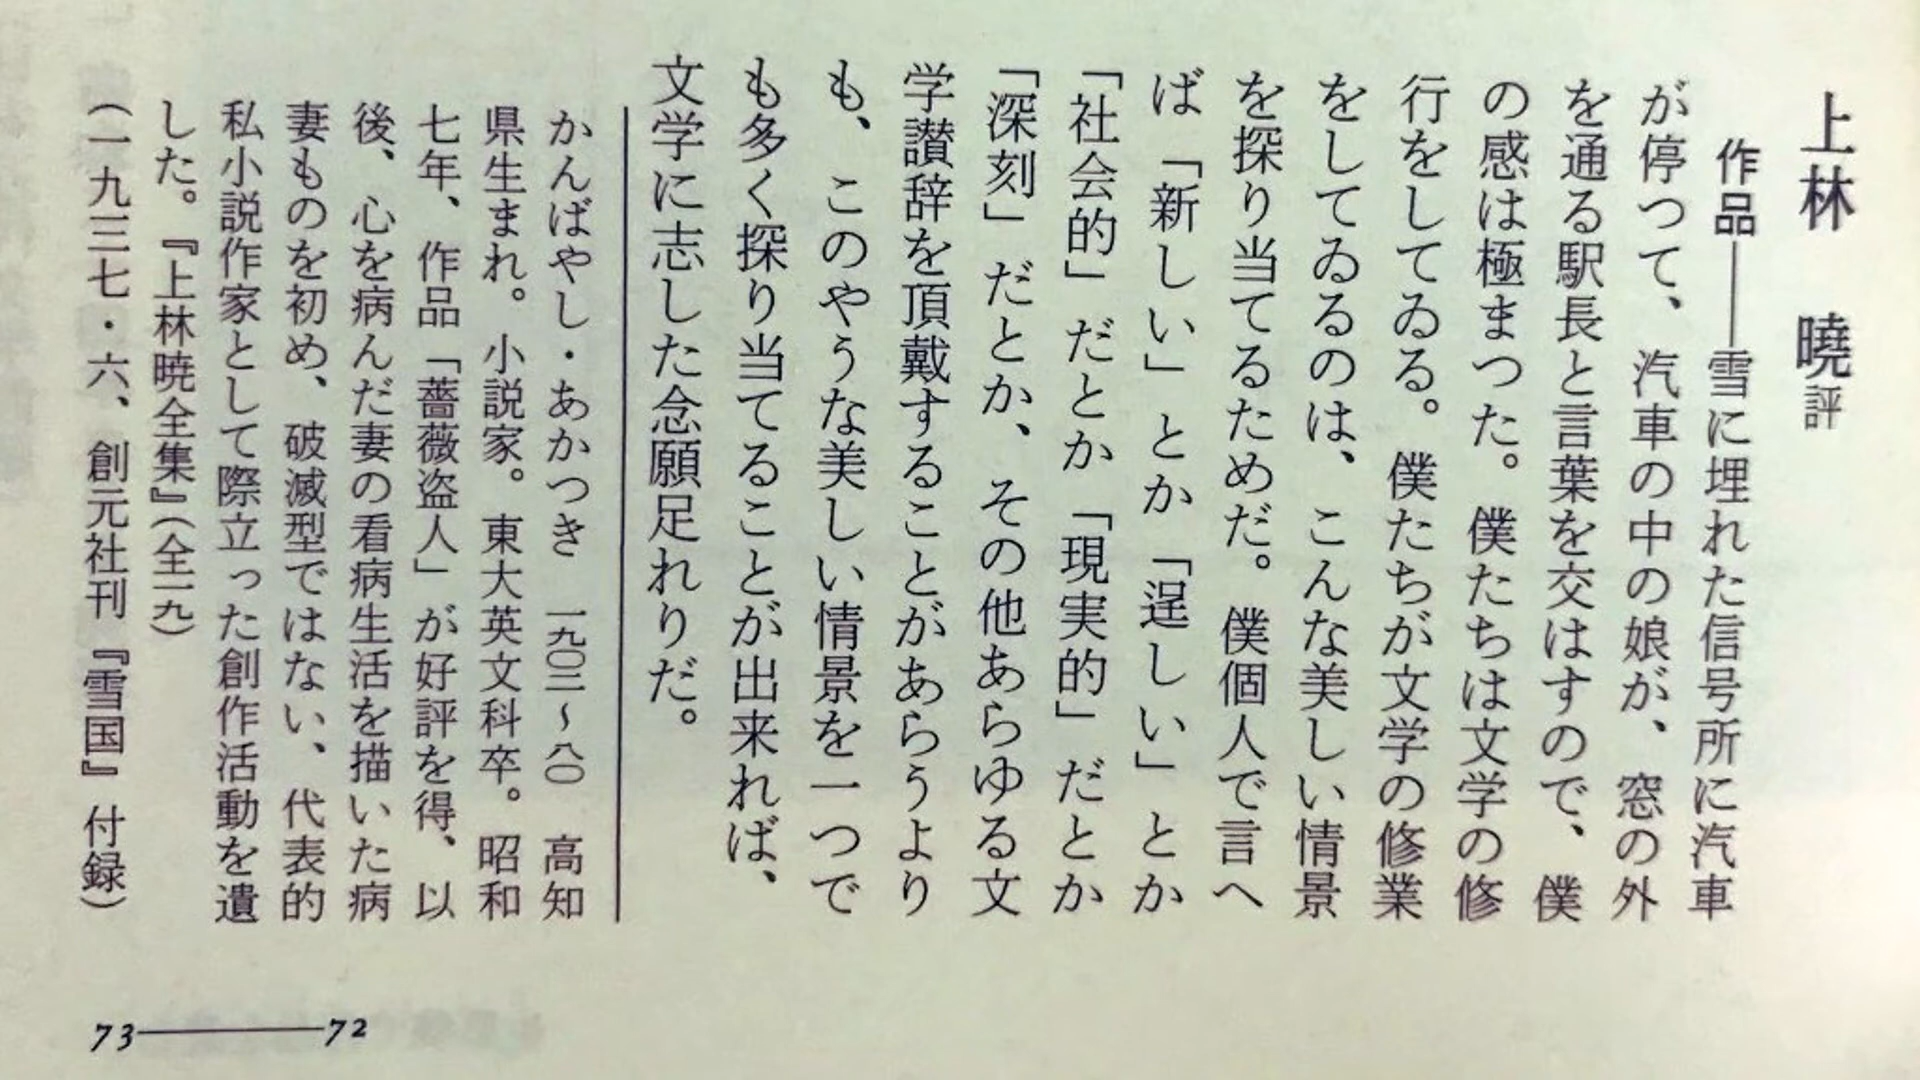 上林　曉評
作品——雪に埋れた信号所に汽車
が停つて、汽車の中の娘が、窓の外
を通る駅長と言葉を交はすので、僕
の感は極まつた。僕たちは文学の修
行をしてゐる。僕たちが文学の修業
をしてゐるのは、こんな美しい情景
を探り当てるためだ。僕個人で言へ
ば「新しい」とか「逞しい」とか
「社会的」だとか「現実的」だとか
「深刻」だとか、その他あらゆる文
学讃辞を頂戴することがあらうより
も、このやうな美しい情景を一つで
も多く探り当てることが出来れば、
文学に志した念願足れりだ。
かんばやし・あかつき　一九〇二〜八〇　高知
県生まれ。小説家。東大英文科卒。昭和
七年、作品「薔薇盗人」が好評を得、以
後、心を病んだ妻の看病生活を描いた病
妻ものを初め、破滅型ではない、代表的
私小説作家として際立った創作活動を遺
した。『上林暁全集』（全一九）
（一九三七・六、創元社刊『雪国』付録）
73——72